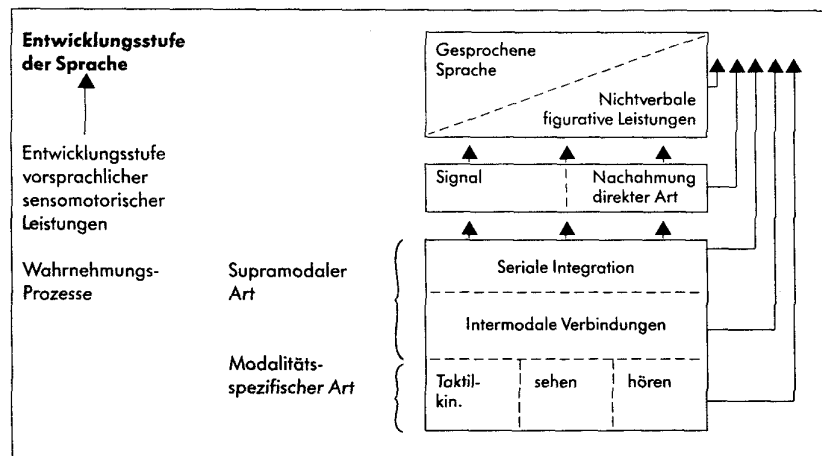 Entwicklungsstufe
der Sprache
Entwicklungsstufe
vorsprachlicher
sensomotorischer
Leistungen
Wahrnehmungs-
Prozesse
Supramodaler
Art
Modalitäts-
spezifischer Art
Gesprochene
Sprache
Nichtverbale
figurative Leistungen
Signal
Nachahmung
direkter Art
Seriale Integration
Intermodale Verbindungen
Taktil-
kin.
sehen
hören